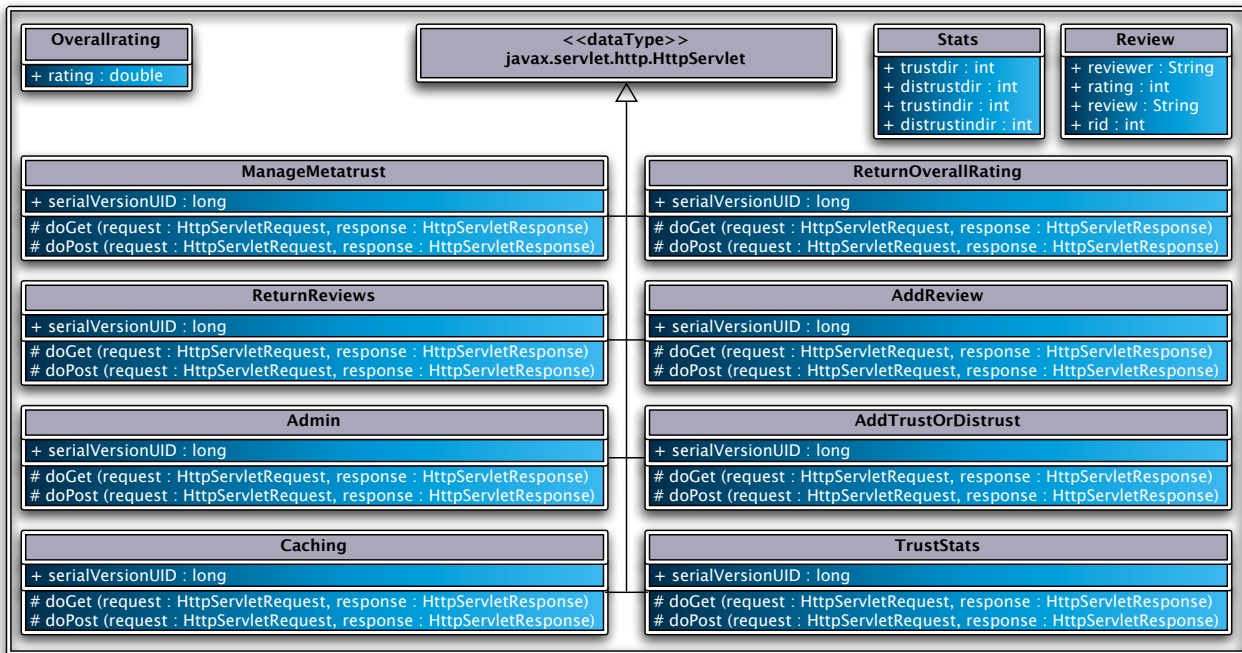 Overallrating
+ rating : double
<<dataType>>
javax.servlet.http.HttpServlet
Stats
+ trustdir : int
+ distrustdir : int
+ trustindir : int
+ distrustindir : int
Review
+ reviewer : String
+ rating : int
+ review : String
+ rid : int
ManageMetatrust
+ serialVersionUID : long
# doGet (request : HttpServletRequest, response : HttpServletResponse)
# doPost (request : HttpServletRequest, response : HttpServletResponse)
ReturnOverallRating
+ serialVersionUID : long
# doGet (request : HttpServletRequest, response : HttpServletResponse)
# doPost (request : HttpServletRequest, response : HttpServletResponse)
ReturnReviews
+ serialVersionUID : long
# doGet (request : HttpServletRequest, response : HttpServletResponse)
# doPost (request : HttpServletRequest, response : HttpServletResponse)
AddReview
+ serialVersionUID : long
# doGet (request : HttpServletRequest, response : HttpServletResponse)
# doPost (request : HttpServletRequest, response : HttpServletResponse)
Admin
+ serialVersionUID : long
# doGet (request : HttpServletRequest, response : HttpServletResponse)
# doPost (request : HttpServletRequest, response : HttpServletResponse)
AddTrustOrDistrust
+ serialVersionUID : long
# doGet (request : HttpServletRequest, response : HttpServletResponse)
# doPost (request : HttpServletRequest, response : HttpServletResponse)
Caching
+ serialVersionUID : long
# doGet (request : HttpServletRequest, response : HttpServletResponse)
# doPost (request : HttpServletRequest, response : HttpServletResponse)
TrustStats
+ serialVersionUID : long
# doGet (request : HttpServletRequest, response : HttpServletResponse)
# doPost (request : HttpServletRequest, response : HttpServletResponse)